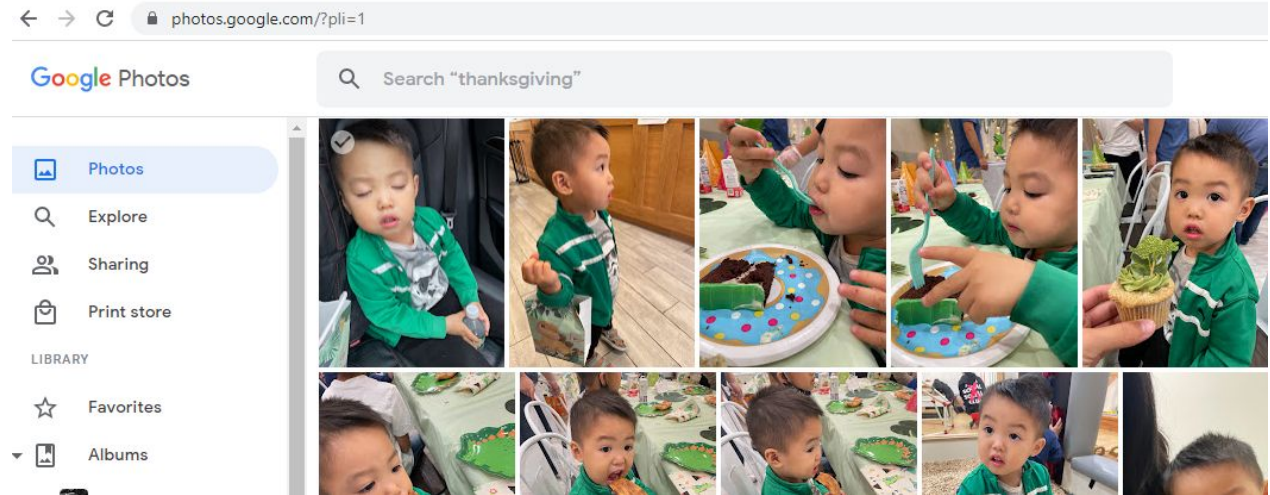 photos.google.com/?pli=1
Google Photos
Search “thanksgiving”
Photos
Explore
Sharing
Print store
LIBRARY
Favorites
Albums